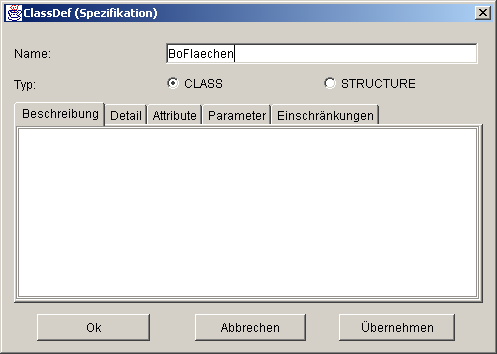 ClassDef (Spezifikation)
Name: BoFlaechen
Typ: CLASS STRUCTURE
Beschreibung Detail Attribute Parameter Einschränkungen
Ok Abbrechen Übernehmen